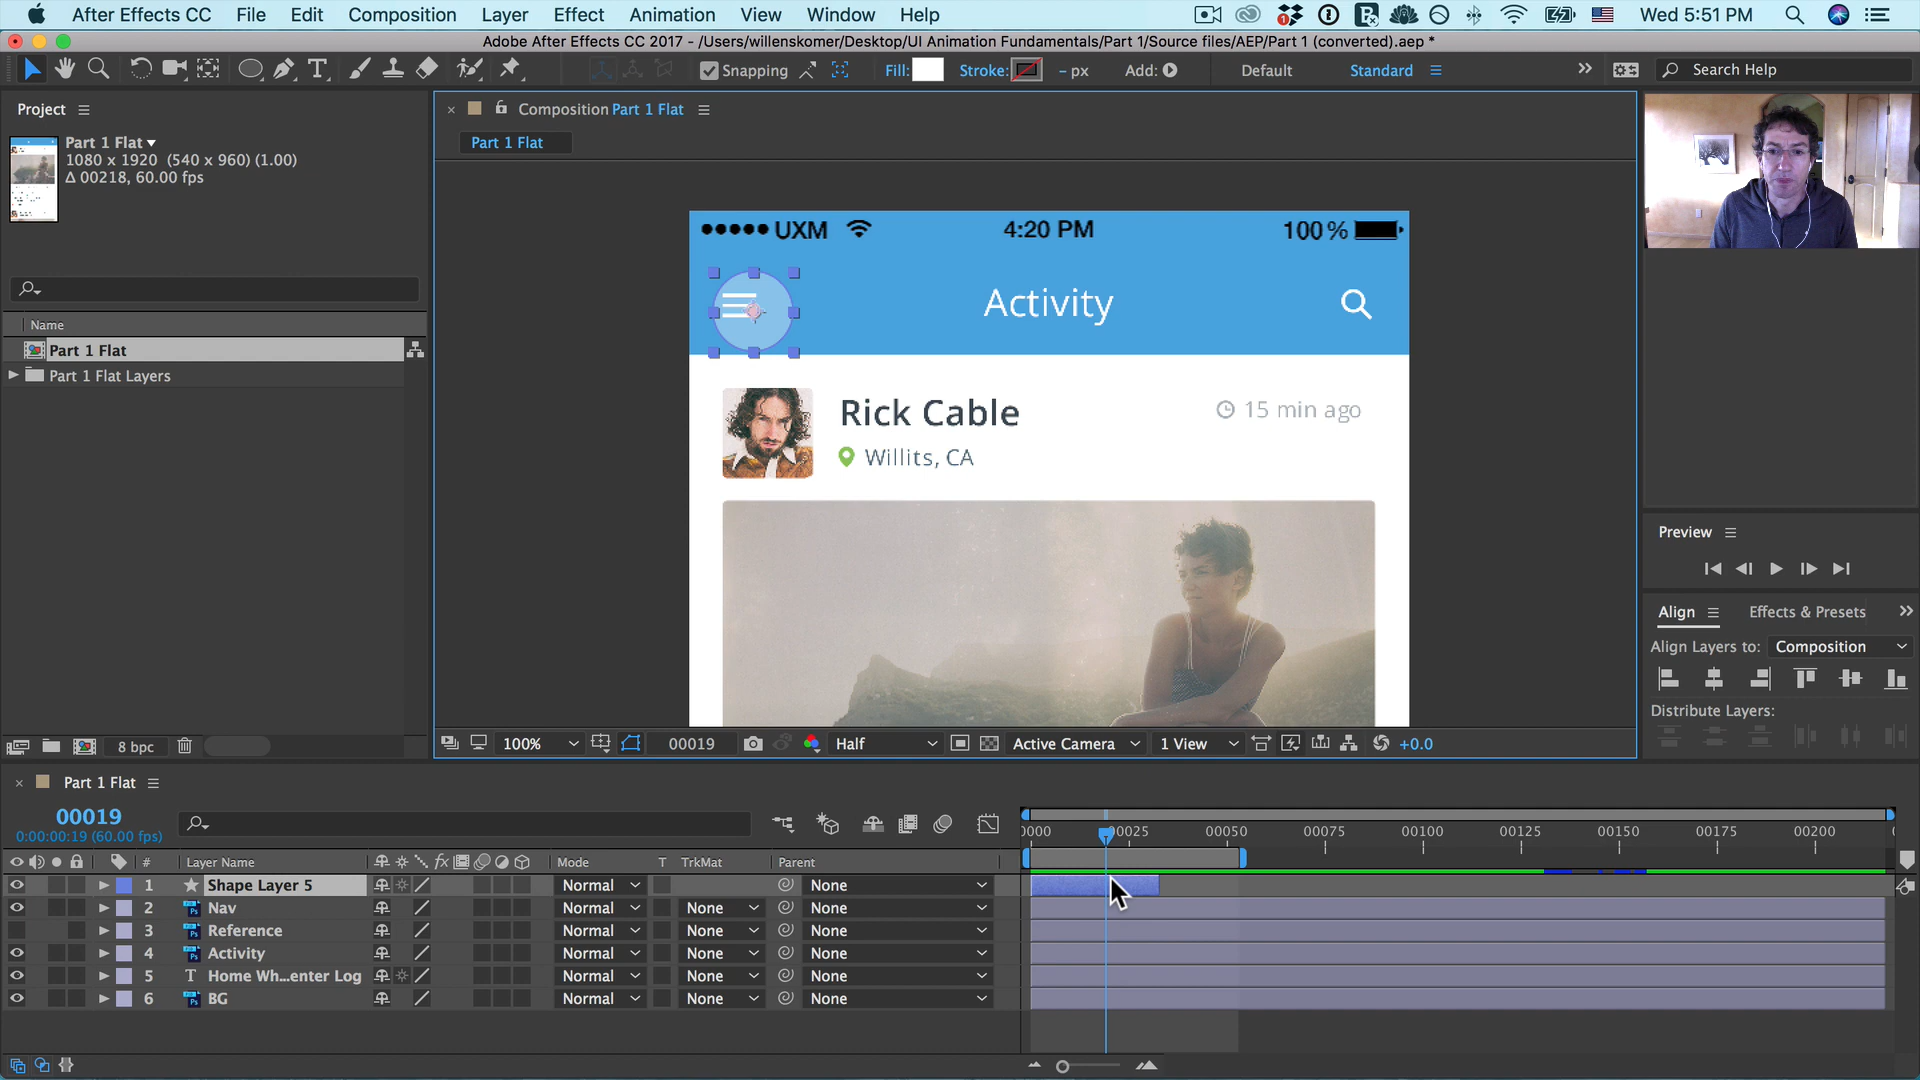 After Effects CC File Edit Composition Layer Effect Animation View Window Help 1 Wed 5:51 PM
Adobe After Effects CC 2017 - /Users/willenskomer/Desktop/UI Animation Fundamentals/Part 1/Source files/AEP/Part 1 (converted).aep *
Snapping Fill: Stroke: - px Add: Default Standard Search Help
Project
Composition Part 1 Flat
Part 1 Flat
Part 1 Flat
1080 x 1920 (540 x 960) (1.00)
Δ 00218, 60.00 fps
UXM 4:20 PM 100 %
Activity
Name
Part 1 Flat
Part 1 Flat Layers
Rick Cable
15 min ago
Willits, CA
Preview
Align Effects & Presets
Align Layers to: Composition
Distribute Layers:
8 bpc
100% 00019 Half Active Camera 1 View +0.0
Part 1 Flat
00019
0:00:00:19 (60.00 fps)
0000 00025 00050 00075 00100 00125 00150 00175 00200
# Layer Name fx Mode T TrkMat Parent
1 Shape Layer 5 Normal None
2 Nav Normal None None
3 Reference Normal None None
4 Activity Normal None None
5 T Home Wh...enter Log Normal None None
6 BG Normal None None